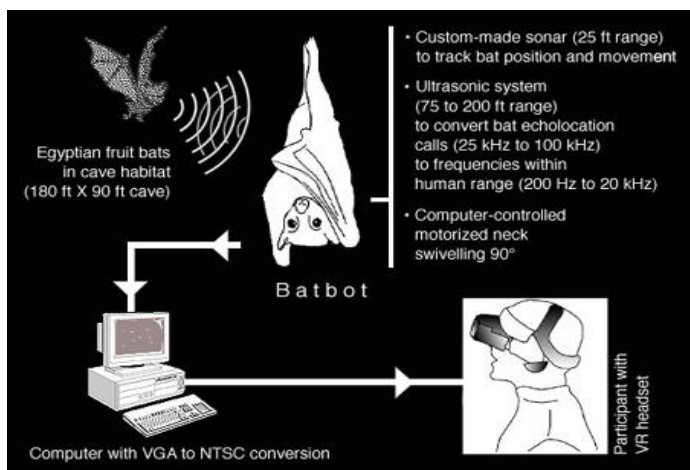 Egyptian fruit bats
in cave habitat
(180 ft X 90 ft cave)
Batbot
• Custom-made sonar (25 ft range)
to track bat position and movement
• Ultrasonic system
(75 to 200 ft range)
to convert bat echolocation
calls (25 kHz to 100 kHz)
to frequencies within
human range (200 Hz to 20 kHz)
• Computer-controlled
motorized neck
swivelling 90°
Computer with VGA to NTSC conversion
Participant with
VR headset